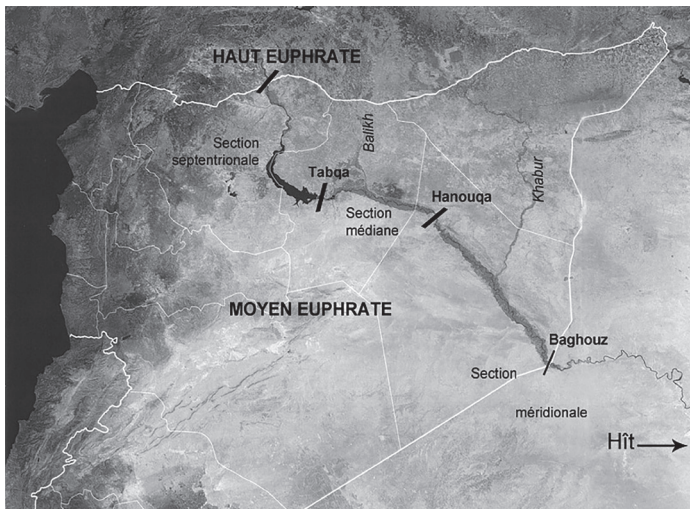 HAUT EUPHRATE
Section
septentrionale
Balikh
Tabqa
Khabur
Hanouqa
Section
médiane
MOYEN EUPHRATE
Baghouz
Section
méridionale
Hît